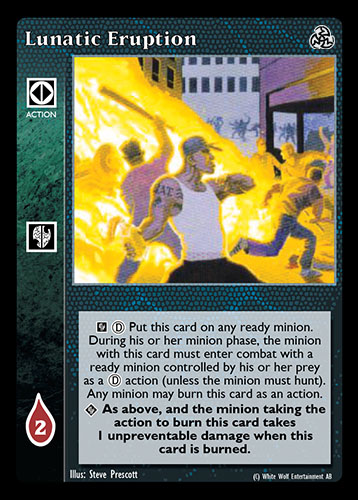 Lunatic Eruption
ACTION
D Put this card on any ready minion.
During his or her minion phase, the minion
with this card must enter combat with a
ready minion controlled by his or her prey
as a D action (unless the minion must hunt).
Any minion may burn this card as an action.
As above, and the minion taking the
action to burn this card takes
1 unpreventable damage when this
card is burned.
2
Illus: Steve Prescott
(C) White Wolf Entertainment AB